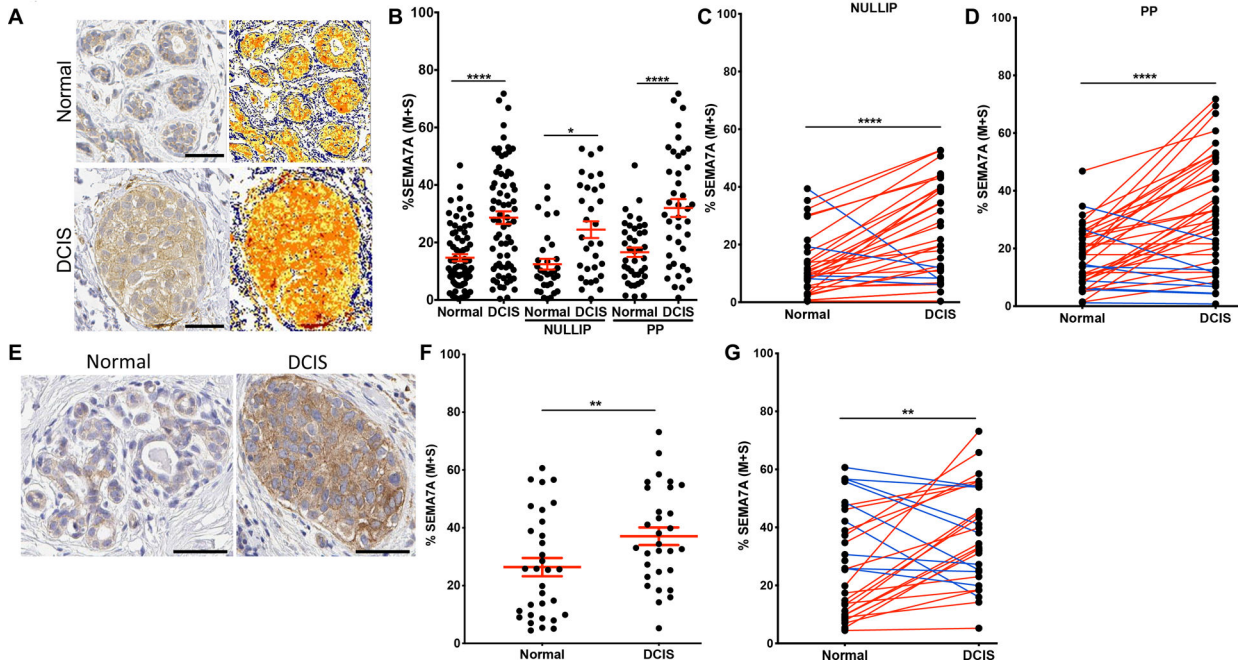 A
Normal
DCIS
B
%SEMA7A (M+S)
100
80
60
40
20
0
****
*
****
Normal DCIS Normal DCIS Normal DCIS
NULLIP PP
C
NULLIP
% SEMA7A (M+S)
100
80
60
40
20
0
****
Normal DCIS
D
PP
% SEMA7A (M+S)
100
80
60
40
20
0
****
Normal DCIS
E
Normal DCIS
F
% SEMA7A (M+S)
100
80
60
40
20
0
**
Normal DCIS
G
% SEMA7A (M+S)
100
80
60
40
20
0
**
Normal DCIS